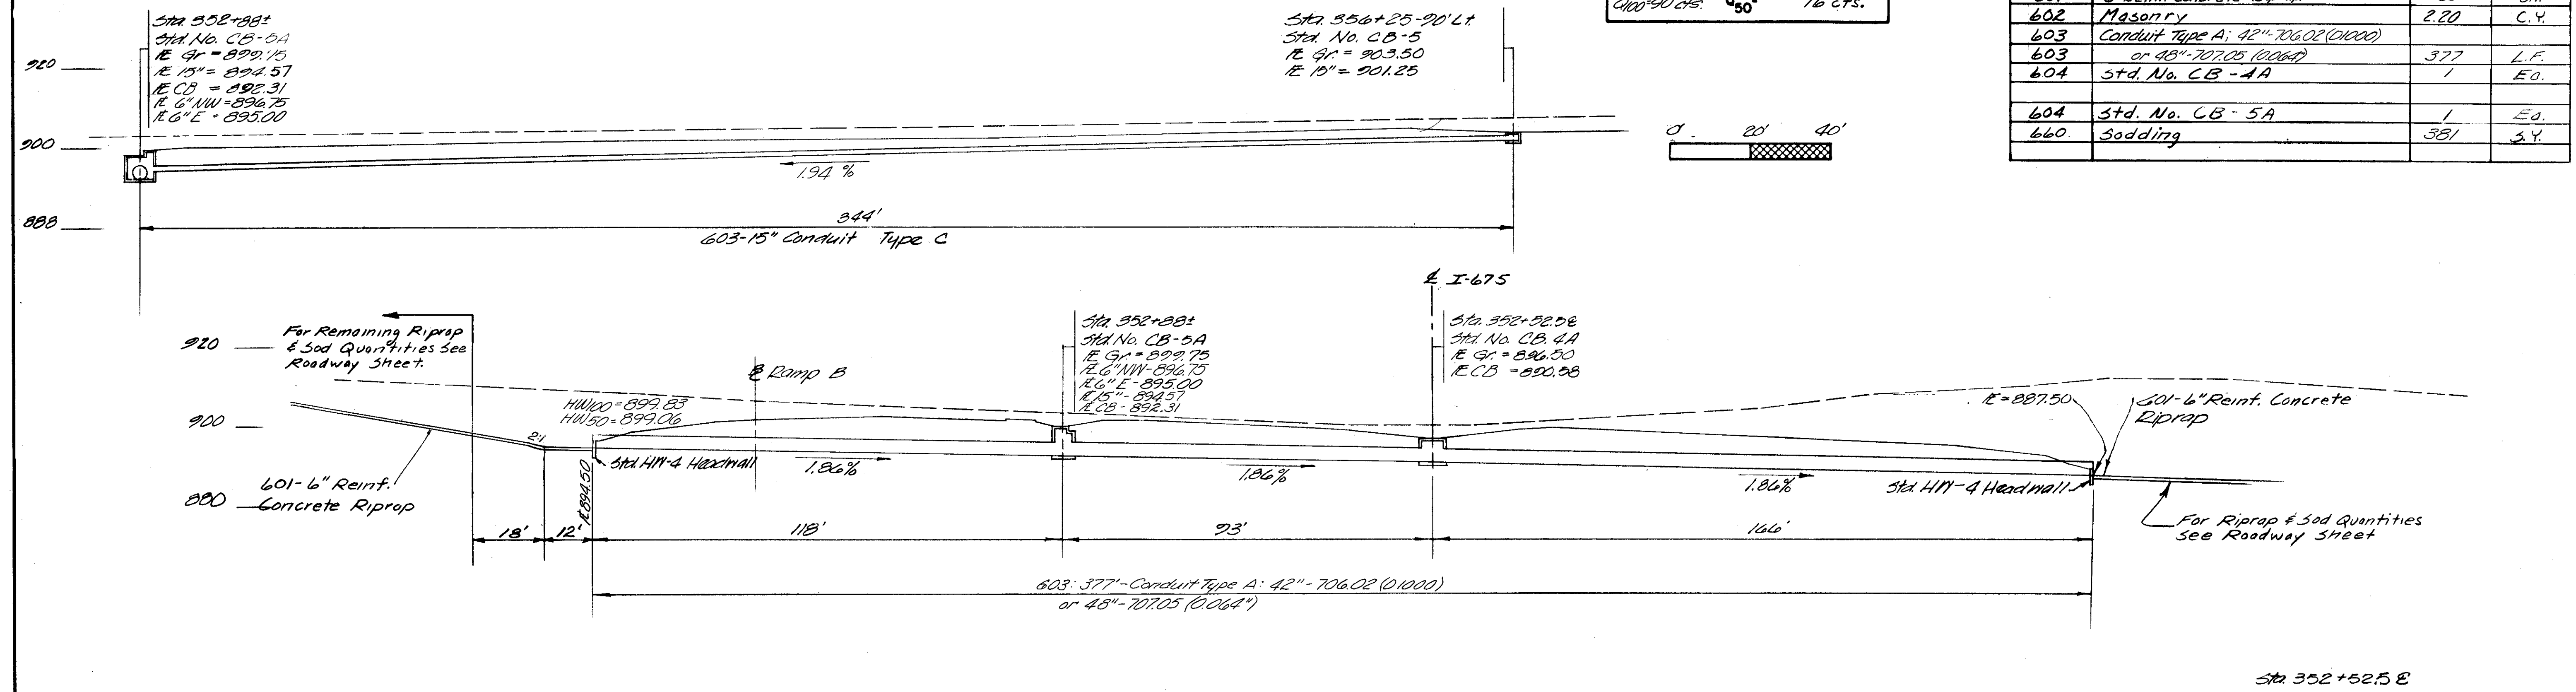 Sta. 352+88±
Std. No. CB-5A
Gr = 899.75
15" = 894.57
CB = 892.31
6" NW = 896.75
6" E = 895.00
Sta. 356+25-90' Lt.
Std. No. CB-5
Gr. = 903.50
15" = 901.25
Q100=90 cfs. Q50= 76 cfs.
602 Masonry 2.20 C.Y.
603 Conduit Type A; 42"-706.02 (01000)
603 or 48"-707.05 (0.064") 377 L.F.
604 Std. No. CB-4A 1 Ea.
604 Std. No. CB-5A 1 Ea.
660 Sodding 381 S.Y.
920
900
888
0' 20' 40'
1.94 %
344'
603-15" Conduit Type C
℄ I-675
For Remaining Riprap
& Sod Quantities See
Roadway Sheet.
920
900
880
℄ Ramp B
Sta. 352+88±
Std. No. CB-5A
Gr = 899.75
6" NW-896.75
6" E-895.00
15"-894.57
CB-892.31
Sta. 352+52.5
Std. No. CB-4A
Gr. = 896.50
CB = 890.58
HW100 = 899.83
HW50 = 899.06
2:1
=887.50
601-6" Reinf. Concrete
Riprap
Std. HW-4 Headwall
1.86%
1.86%
1.86%
Std. HW-4 Headwall
601-6" Reinf.
Concrete Riprap
894.50
18' 12' 118' 93' 166'
For Riprap & Sod Quantities
See Roadway Sheet
603: 377'-Conduit Type A: 42"-706.02 (01000)
or 48"-707.05 (0.064")
Sta. 352+52.5